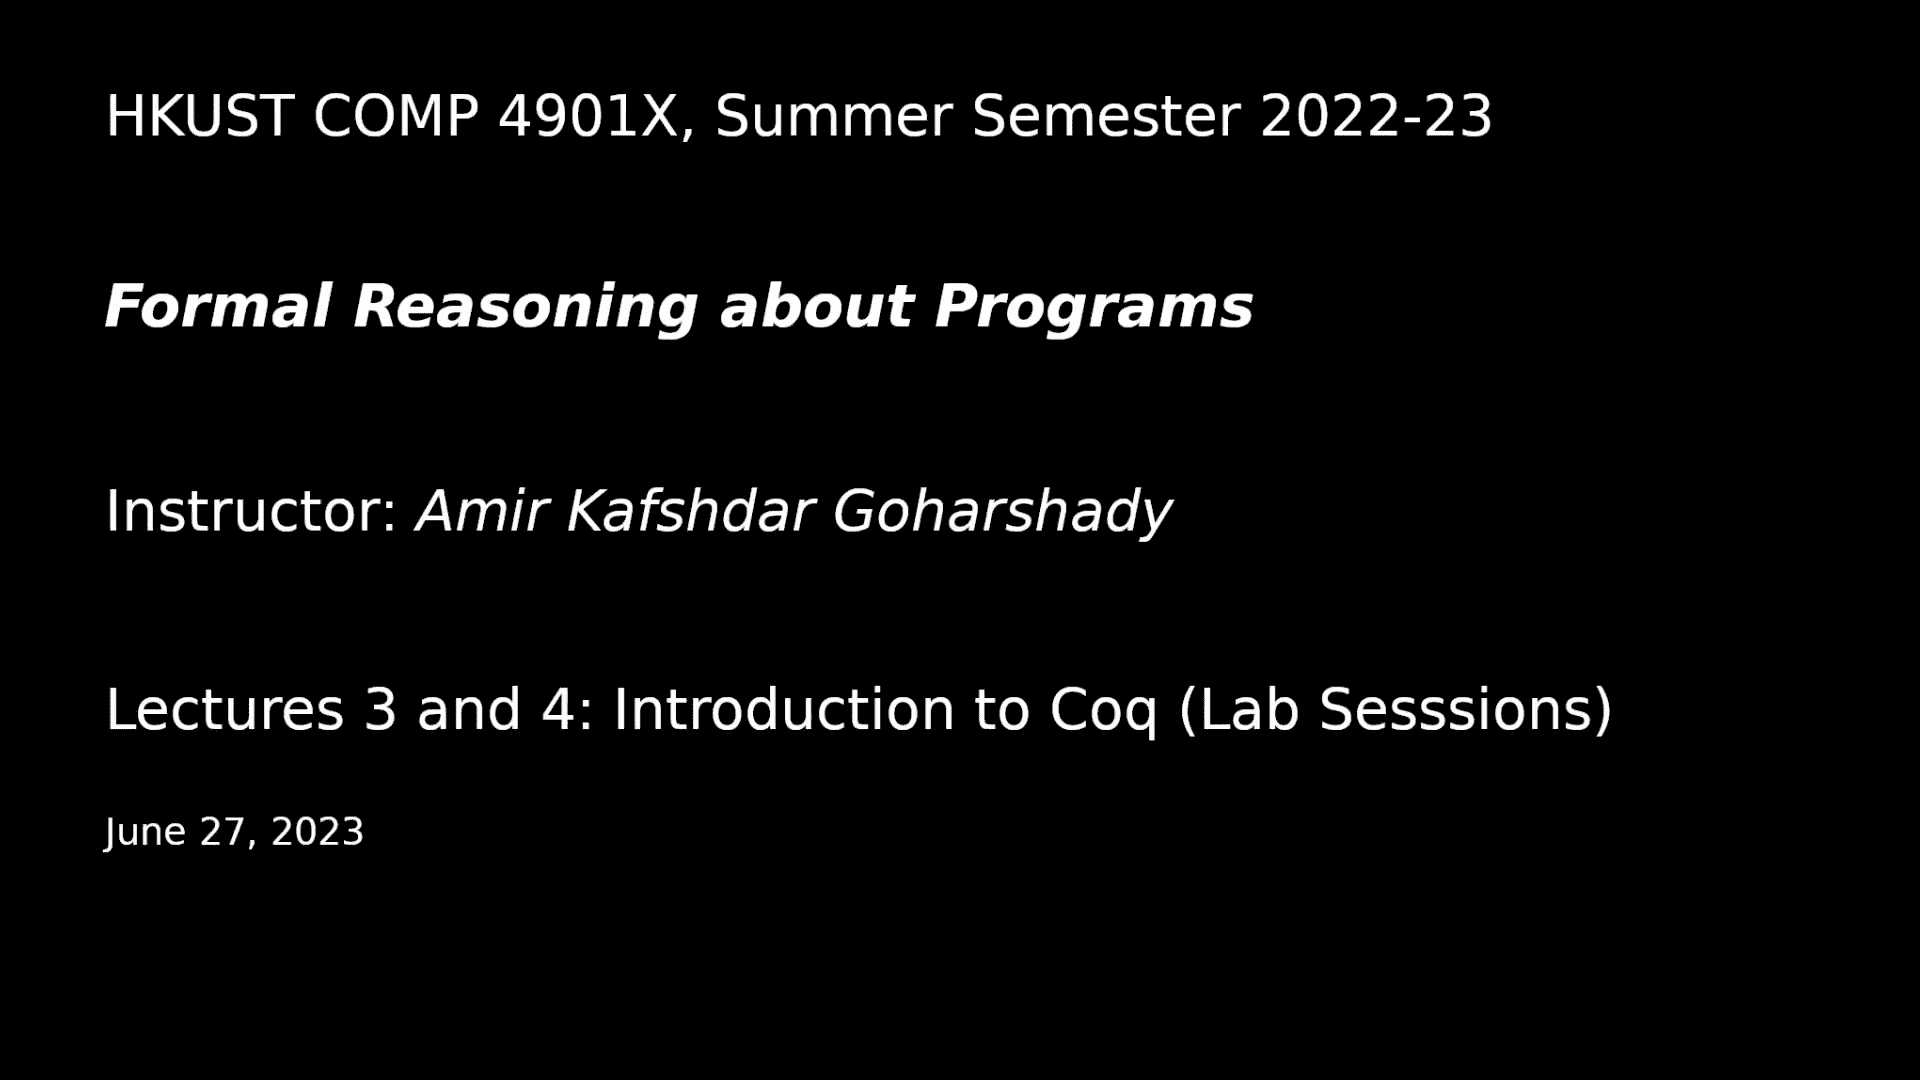 HKUST COMP 4901X, Summer Semester 2022-23
Formal Reasoning about Programs
Instructor: Amir Kafshdar Goharshady
Lectures 3 and 4: Introduction to Coq (Lab Sesssions)
June 27, 2023